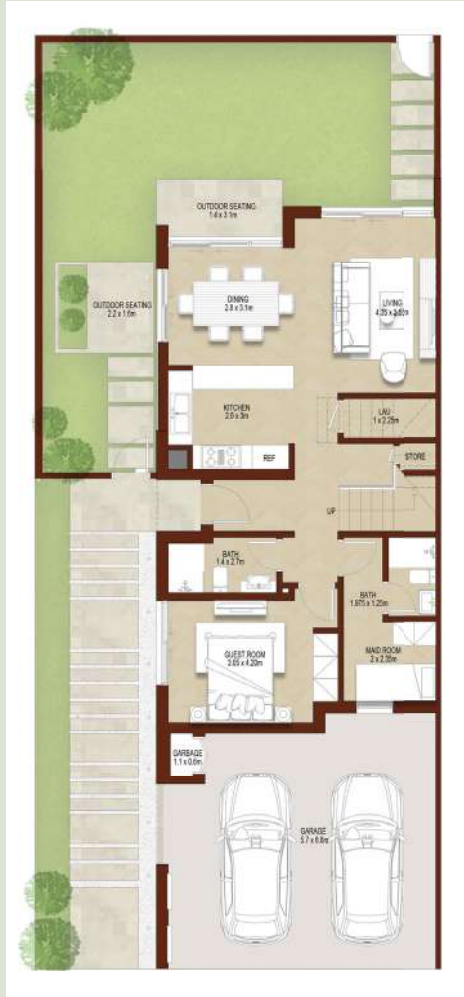 OUTDOOR SEATING
1.4 x 3.1m
OUTDOOR SEATING
2.2 x 1.6m
DINING
2.8 x 3.1m
LIVING
KITCHEN
2.6 x 3m
LAU
1 x 2.25m
REF
STORE
UP
BATH
1.4 x 2.7m
BATH
1.975 x 1.25m
GUEST ROOM
3.05 x 4.20m
MAID ROOM
2 x 2.35m
GARBAGE
1.1 x 0.6m
GARAGE
5.7 x 6.8m